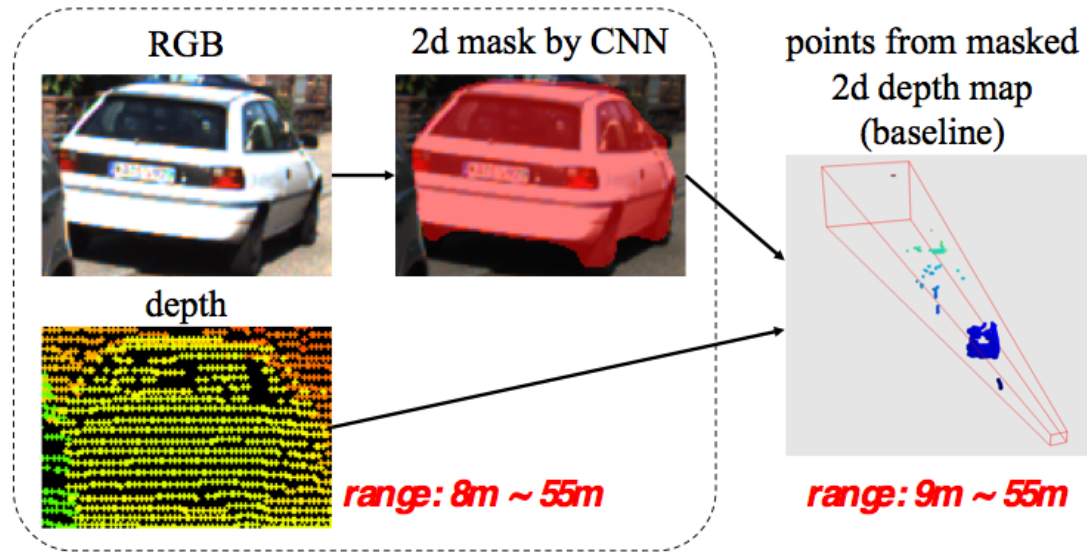 RGB
2d mask by CNN
points from masked
2d depth map
(baseline)
depth
range: 8m ~ 55m
range: 9m ~ 55m